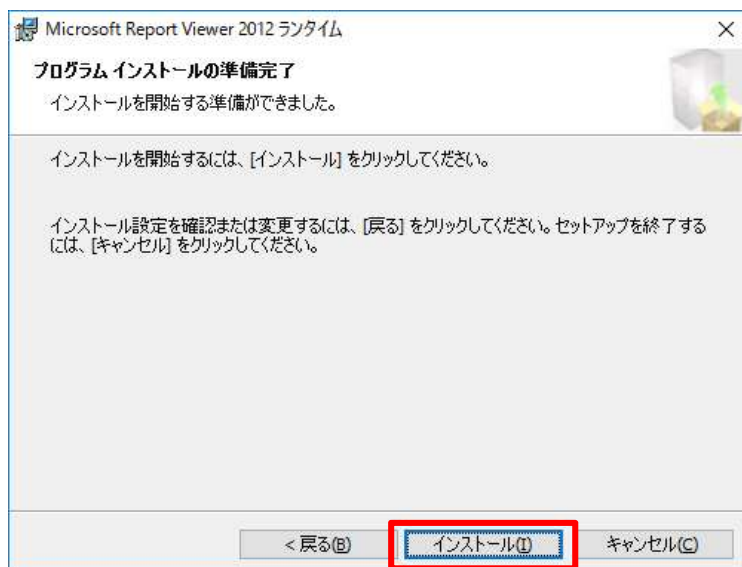 Microsoft Report Viewer 2012 ランタイム
プログラム インストールの準備完了
インストールを開始する準備ができました。
インストールを開始するには、[インストール] をクリックしてください。
インストール設定を確認または変更するには、[戻る] をクリックしてください。セットアップを終了する
には、[キャンセル] をクリックしてください。
< 戻る(B)
インストール(I)
キャンセル(C)